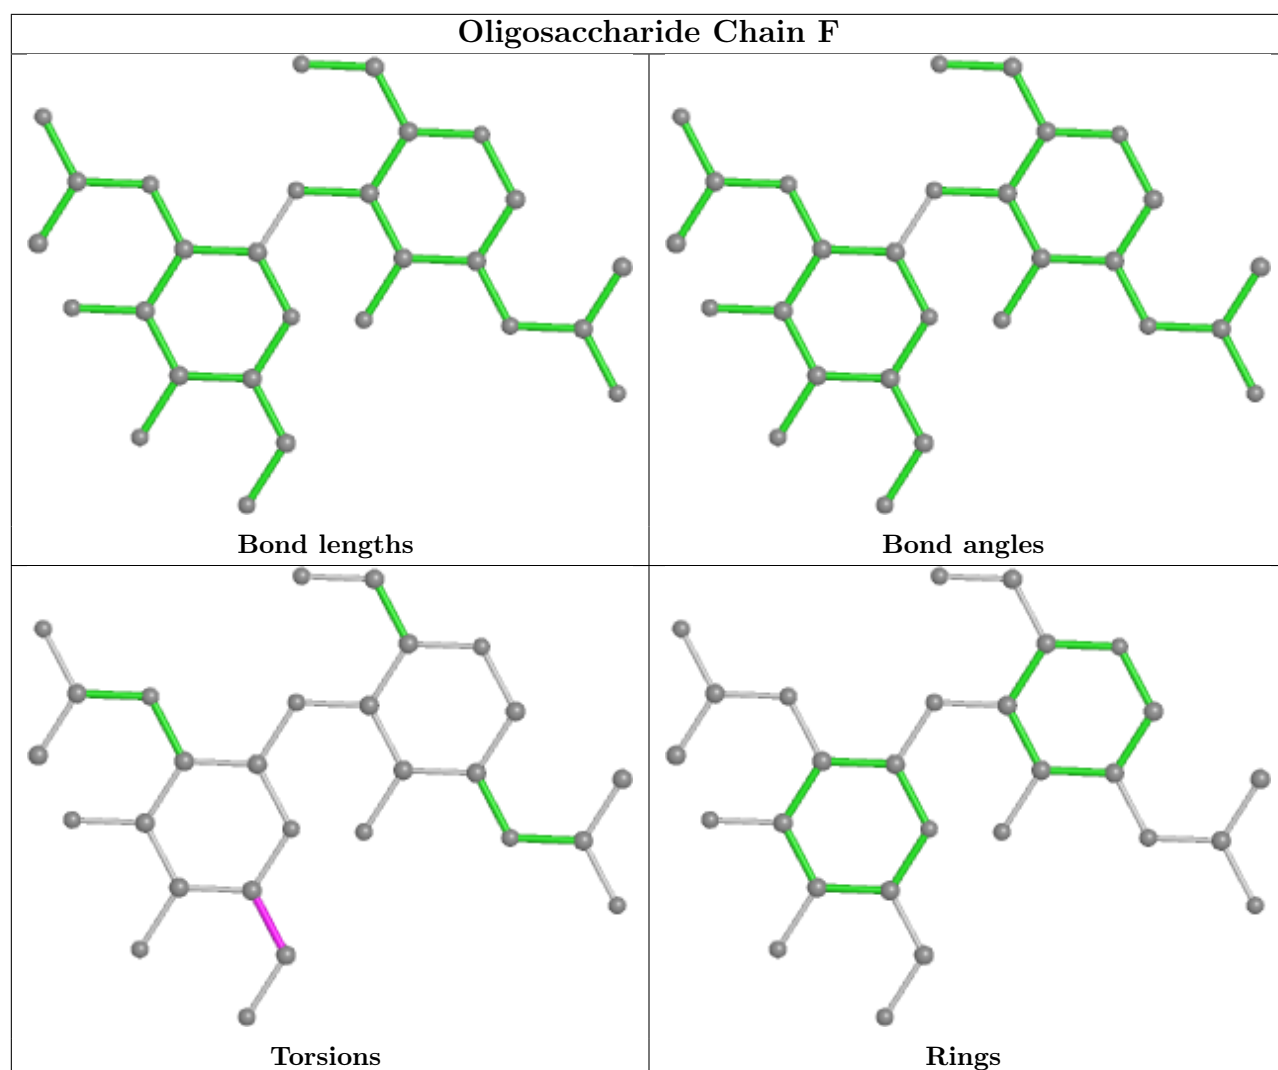 Oligosaccharide Chain F
Bond lengths
Bond angles
Torsions
Rings